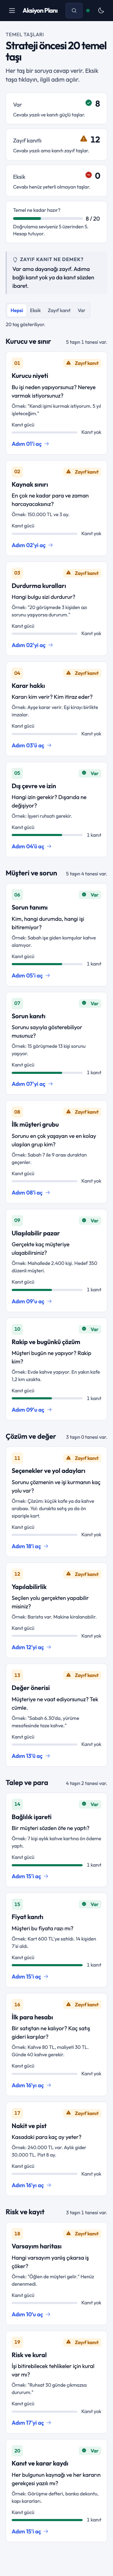 Alaaiyan Planı
TEMEL TAŞLARI
Strateji öncesi 20 temel
taşı
Her taş bir soruya cevap verir. Eksik
taşı tıklayın, ilgili adım açılır.
Var
8
Cevabı yazılı ve kanıtı güçlü taşlar.
Zayıf kanıtlı
12
Cevabı yazılı ama kanıtı zayıf taşlar.
Eksik
0
Cevabı henüz yeterli olmayan taşlar.
Temel ne kadar hazır?
8 / 20
Doğrulama seviyeniz 5 üzerinden 5.
Hesap tutuyor.
ZAYIF KANIT NE DEMEK?
Var ama dayanağı zayıf. Adıma
bağlı kanıt yok ya da kanıt sözden
ibaret.
Hepsi
Eksik
Zayıf kanıt
Var
20 taş gösteriliyor.
Kurucu ve sınır
5 taşın 1 tanesi var.
01
Zayıf kanıt
Kurucu niyeti
Bu işi neden yapıyorsunuz? Nereye
varmak istiyorsunuz?
Örnek: "Kendi işimi kurmak istiyorum. 5 yıl
işleteceğim."
Kanıt gücü
Kanıt yok
Adım 01'i aç
02
Zayıf kanıt
Kaynak sınırı
En çok ne kadar para ve zaman
harcayacaksınız?
Örnek: 150.000 TL ve 3 ay.
Kanıt gücü
Kanıt yok
Adım 02'yi aç
03
Zayıf kanıt
Durdurma kuralları
Hangi bulgu sizi durdurur?
Örnek: "20 görüşmede 3 kişiden azı
sorunu yaşıyorsa dururum."
Kanıt gücü
Kanıt yok
Adım 02'yi aç
04
Zayıf kanıt
Karar hakkı
Kararı kim verir? Kim itiraz eder?
Örnek: Ayşe karar verir. Eşi kirayı birlikte
imzalar.
Kanıt gücü
Kanıt yok
Adım 03'ü aç
05
Var
Dış çevre ve izin
Hangi izin gerekir? Dışarıda ne
değişiyor?
Örnek: İşyeri ruhsatı gerekir.
Kanıt gücü
1 kanıt
Adım 04'ü aç
Müşteri ve sorun
5 taşın 4 tanesi var.
06
Var
Sorun tanımı
Kim, hangi durumda, hangi işi
bitiremiyor?
Örnek: Sabah işe giden komşular kahve
alamıyor.
Kanıt gücü
1 kanıt
Adım 05'i aç
07
Var
Sorun kanıtı
Sorunu sayıyla gösterebiliyor
musunuz?
Örnek: 15 görüşmede 13 kişi sorunu
yaşıyor.
Kanıt gücü
1 kanıt
Adım 07'yi aç
08
Zayıf kanıt
İlk müşteri grubu
Sorunu en çok yaşayan ve en kolay
ulaşılan grup kim?
Örnek: Sabah 7 ile 9 arası duraktan
geçenler.
Kanıt gücü
Kanıt yok
Adım 08'i aç
09
Var
Ulaşılabilir pazar
Gerçekte kaç müşteriye
ulaşabilirsiniz?
Örnek: Mahallede 2.400 kişi. Hedef 350
düzenli müşteri.
Kanıt gücü
1 kanıt
Adım 09'u aç
10
Var
Rakip ve bugünkü çözüm
Müşteri bugün ne yapıyor? Rakip
kim?
Örnek: Evde kahve yapıyor. En yakın kafe
1,2 km uzakta.
Kanıt gücü
1 kanıt
Adım 09'u aç
Çözüm ve değer
3 taşın 0 tanesi var.
11
Zayıf kanıt
Seçenekler ve yol adayları
Sorunu çözmenin ve işi kurmanın kaç
yolu var?
Örnek: Çözüm: küçük kafe ya da kahve
arabası. Yol: durakta satış ya da ön
siparişle kart.
Kanıt gücü
Kanıt yok
Adım 18'i aç
12
Zayıf kanıt
Yapılabilirlik
Seçilen yolu gerçekten yapabilir
misiniz?
Örnek: Barista var. Makine kiralanabilir.
Kanıt gücü
Kanıt yok
Adım 12'yi aç
13
Zayıf kanıt
Değer önerisi
Müşteriye ne vaat ediyorsunuz? Tek
cümle.
Örnek: "Sabah 6.30'da, yürüme
mesafesinde taze kahve."
Kanıt gücü
Kanıt yok
Adım 13'ü aç
Talep ve para
4 taşın 2 tanesi var.
14
Var
Bağlılık işareti
Bir müşteri sözden öte ne yaptı?
Örnek: 7 kişi aylık kahve kartına ön ödeme
yaptı.
Kanıt gücü
1 kanıt
Adım 15'i aç
15
Var
Fiyat kanıtı
Müşteri bu fiyata razı mı?
Örnek: Kart 600 TL'ye satıldı. 14 kişiden
7'si aldı.
Kanıt gücü
1 kanıt
Adım 15'i aç
16
Zayıf kanıt
İlk para hesabı
Bir satıştan ne kalıyor? Kaç satış
gideri karşılar?
Örnek: Kahve 80 TL, maliyeti 30 TL.
Günde 40 kahve gerekir.
Kanıt gücü
Kanıt yok
Adım 16'yı aç
17
Zayıf kanıt
Nakit ve pist
Kasadaki para kaç ay yeter?
Örnek: 240.000 TL var. Aylık gider
30.000 TL. Pist 8 ay.
Kanıt gücü
Kanıt yok
Adım 16'yı aç
Risk ve kayıt
3 taşın 1 tanesi var.
18
Zayıf kanıt
Varsayım haritası
Hangi varsayım yanlış çıkarsa iş
çöker?
Örnek: "Öğlen de müşteri gelir." Henüz
denenmedi.
Kanıt gücü
Kanıt yok
Adım 10'u aç
19
Zayıf kanıt
Risk ve kural
İşi bitirebilecek tehlikeler için kural
var mı?
Örnek: "Ruhsat 30 günde çıkmazsa
dururum."
Kanıt gücü
Kanıt yok
Adım 17'yi aç
20
Var
Kanıt ve karar kaydı
Her bulgunun kaynağı ve her kararın
gerekçesi yazılı mı?
Örnek: Görüşme defteri, banka dekontu,
kapı kararları.
Kanıt gücü
1 kanıt
Adım 15'i aç